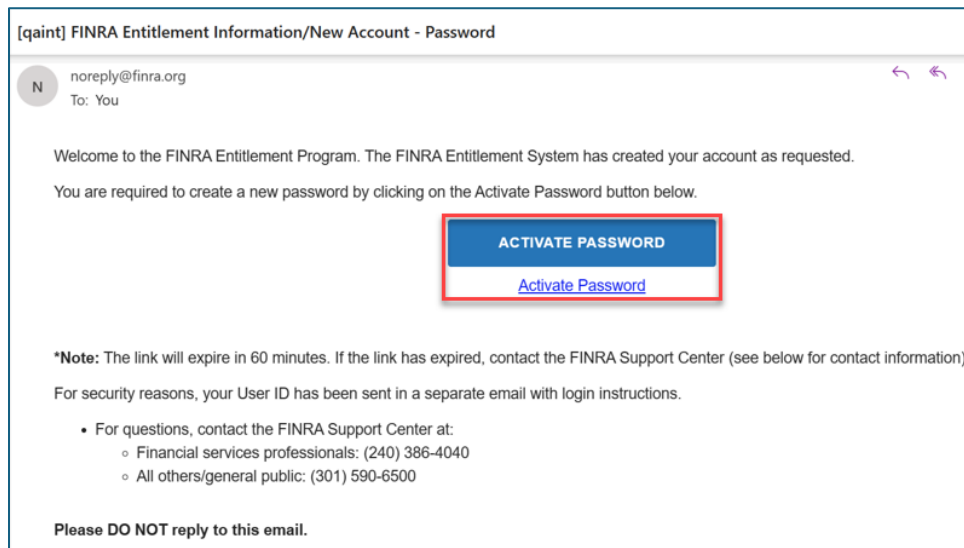 [qaint] FINRA Entitlement Information/New Account - Password
N
noreply@finra.org
To: You
Welcome to the FINRA Entitlement Program. The FINRA Entitlement System has created your account as requested.
You are required to create a new password by clicking on the Activate Password button below.
ACTIVATE PASSWORD
Activate Password
*Note: The link will expire in 60 minutes. If the link has expired, contact the FINRA Support Center (see below for contact information)
For security reasons, your User ID has been sent in a separate email with login instructions.
• For questions, contact the FINRA Support Center at:
◦ Financial services professionals: (240) 386-4040
◦ All others/general public: (301) 590-6500
Please DO NOT reply to this email.